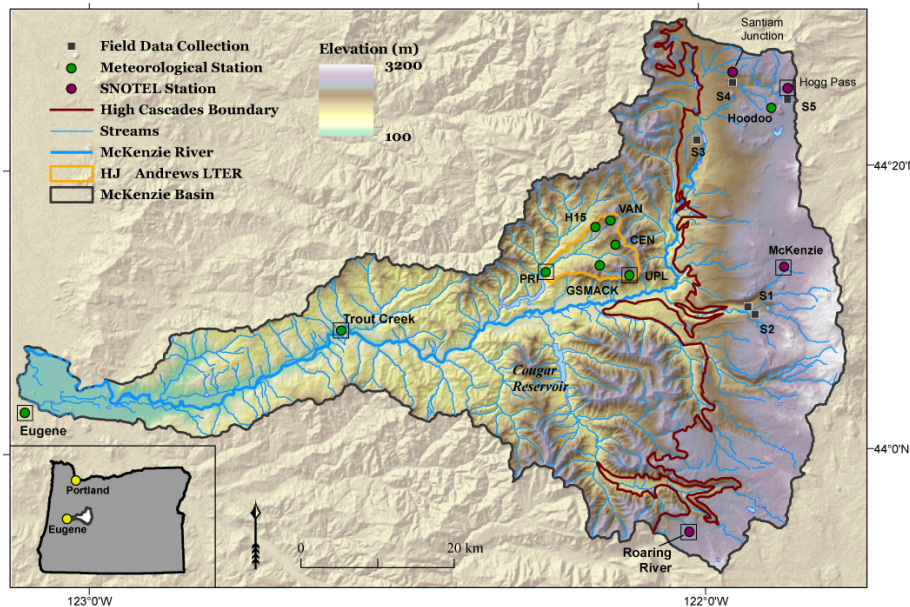 Field Data Collection
Meteorological Station
SNOTEL Station
High Cascades Boundary
Streams
McKenzie River
HJ Andrews LTER
McKenzie Basin
Elevation (m)
3200
100
Santiam
Junction
Hogg Pass
S4
S5
Hoodoo
S3
44°20'N
VAN
H15
CEN
McKenzie
PRI
UPL
GSMACK
S1
S2
Trout Creek
Cougar
Reservoir
Eugene
44°0'N
Portland
Eugene
0
20 km
Roaring
River
123°0'W
122°0'W